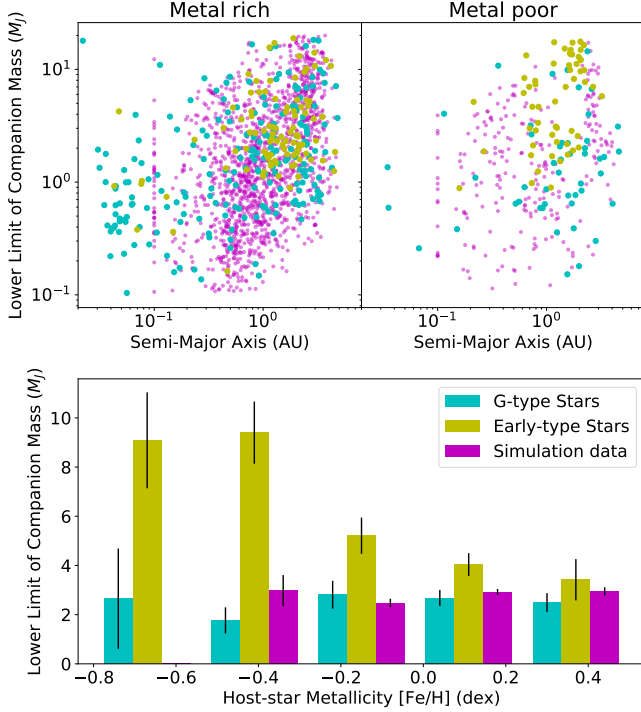 Metal rich
Metal poor
Lower Limit of Companion Mass (M_J)
10¹
10⁰
10⁻¹
10⁻¹
10⁰
10⁻¹
10⁰
Semi-Major Axis (AU)
Semi-Major Axis (AU)
Lower Limit of Companion Mass (M_J)
10
8
6
4
2
0
G-type Stars
Early-type Stars
Simulation data
−0.8
−0.6
−0.4
−0.2
0.0
0.2
0.4
Host-star Metallicity [Fe/H] (dex)